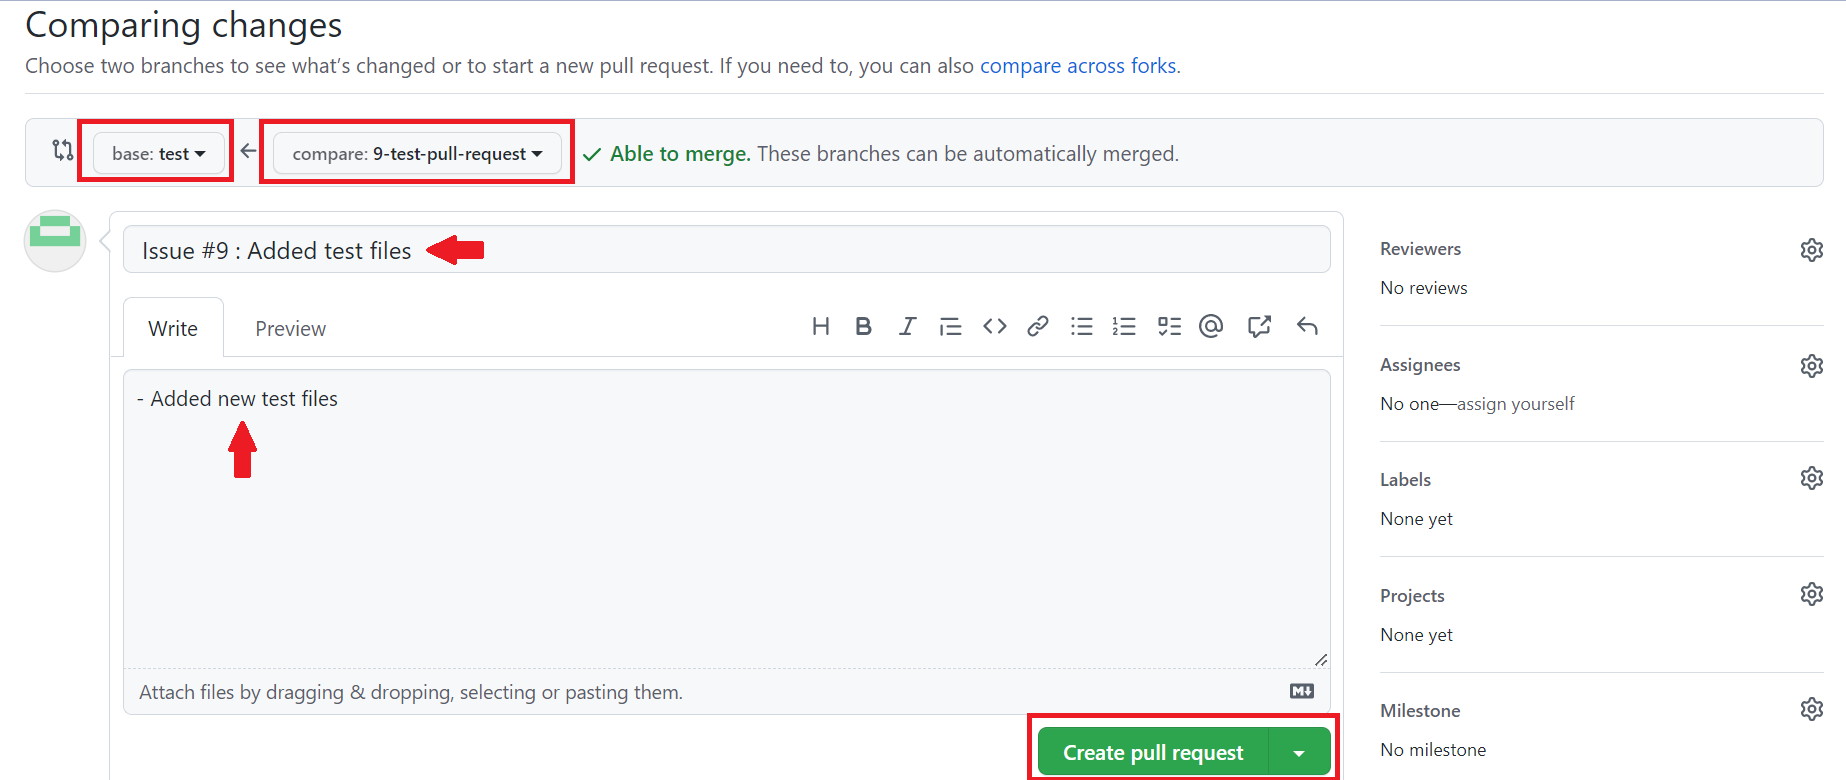 Comparing changes
Choose two branches to see what’s changed or to start a new pull request. If you need to, you can also compare across forks.
base: test
compare: 9-test-pull-request
Able to merge. These branches can be automatically merged.
Issue #9 : Added test files
Write
Preview
- Added new test files
Attach files by dragging & dropping, selecting or pasting them.
Create pull request
Reviewers
No reviews
Assignees
No one—assign yourself
Labels
None yet
Projects
None yet
Milestone
No milestone